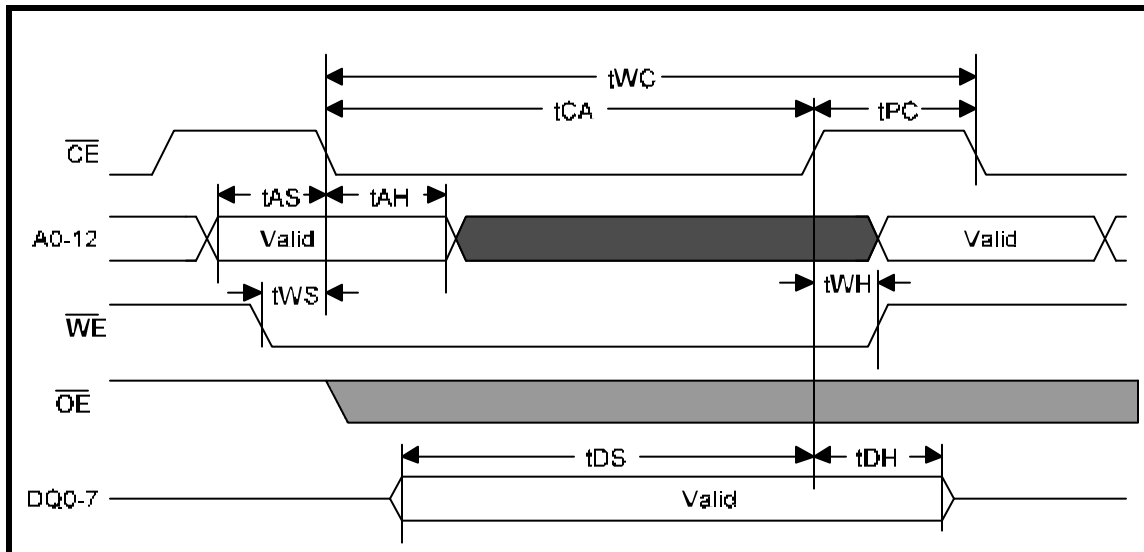 tWC
tCA
tPC
CE
tAS
tAH
A0-12
Valid
Valid
tWS
tWH
WE
OE
tDS
tDH
DQ0-7
Valid